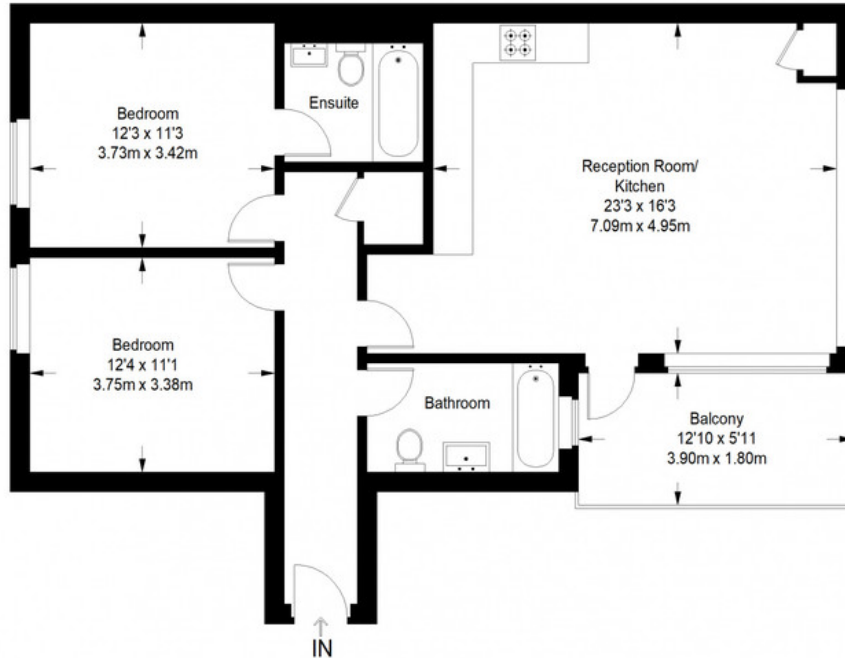 Bedroom
12'3 x 11'3
3.73m x 3.42m
Ensuite
Reception Room/
Kitchen
23'3 x 16'3
7.09m x 4.95m
Bedroom
12'4 x 11'1
3.75m x 3.38m
Bathroom
Balcony
12'10 x 5'11
3.90m x 1.80m
IN